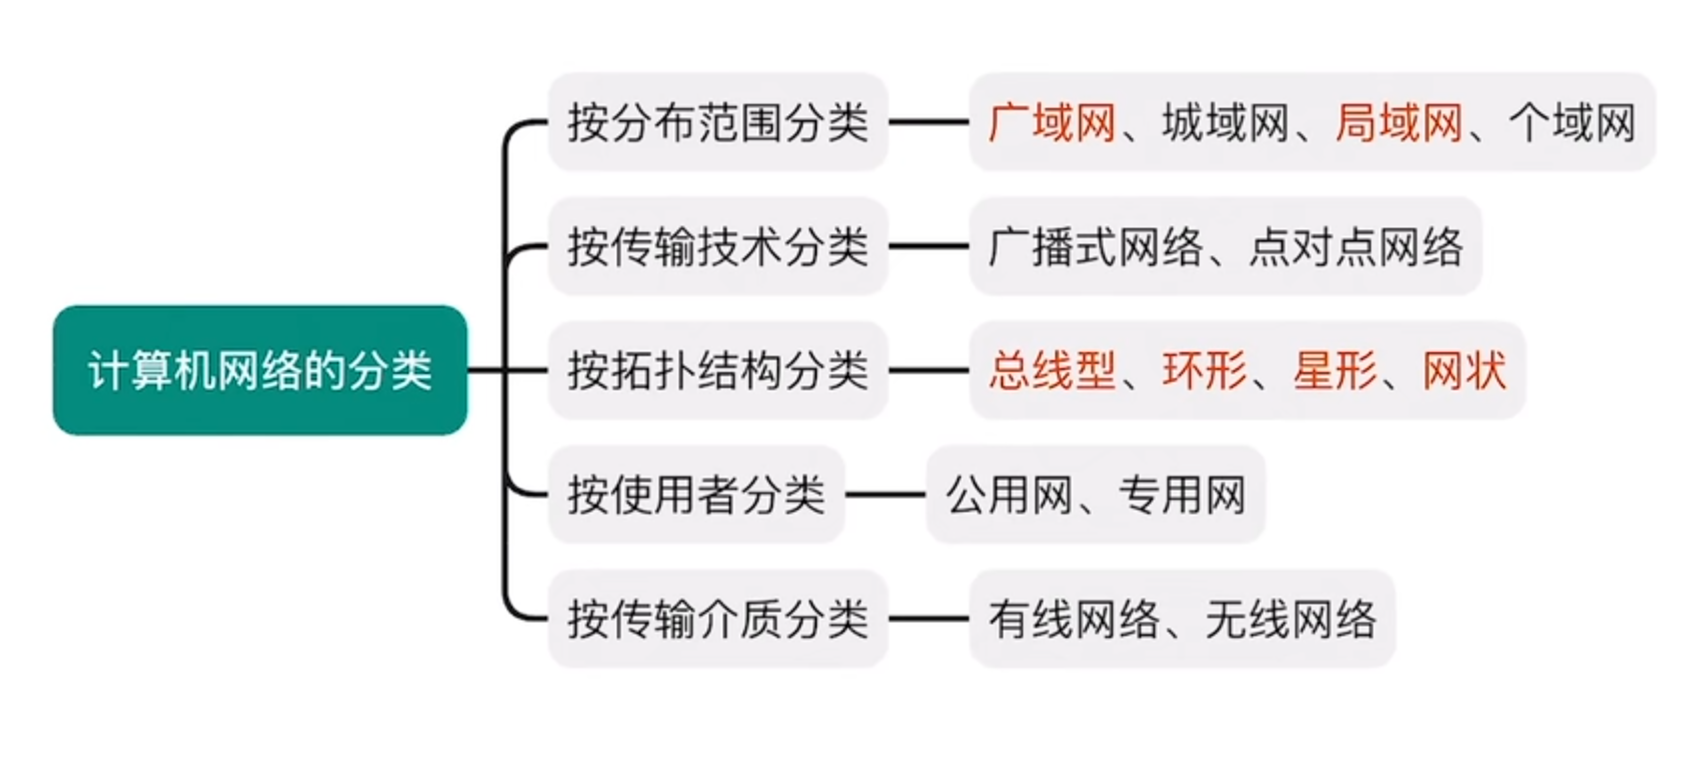 计算机网络的分类
按分布范围分类
广域网、城域网、局域网、个域网
按传输技术分类
广播式网络、点对点网络
按拓扑结构分类
总线型、环形、星形、网状
按使用者分类
公用网、专用网
按传输介质分类
有线网络、无线网络